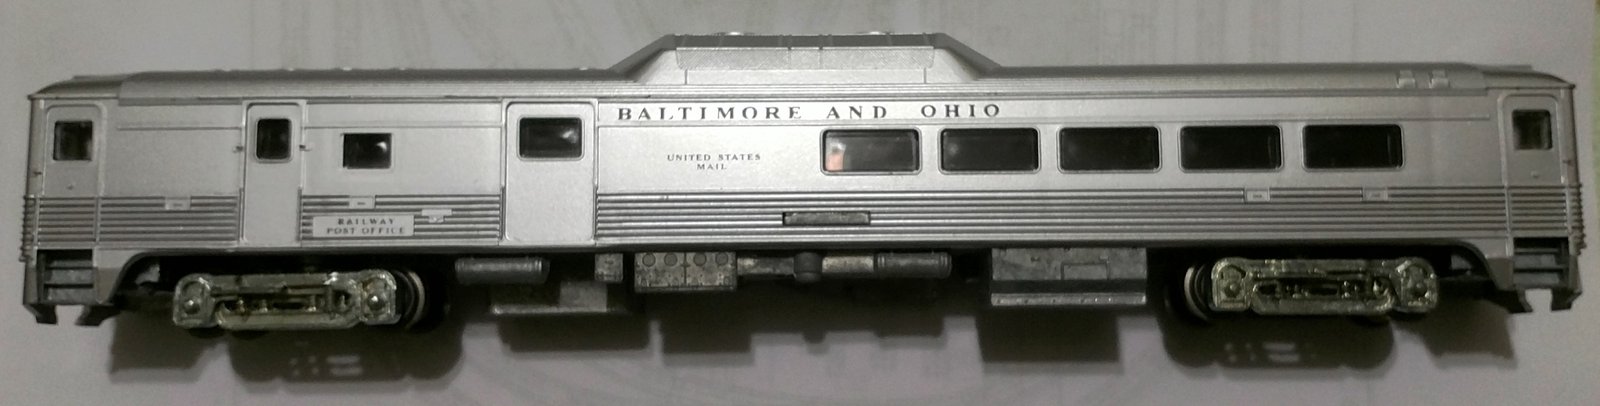 BALTIMORE AND OHIO
UNITED STATES
MAIL
RAILWAY
POST OFFICE